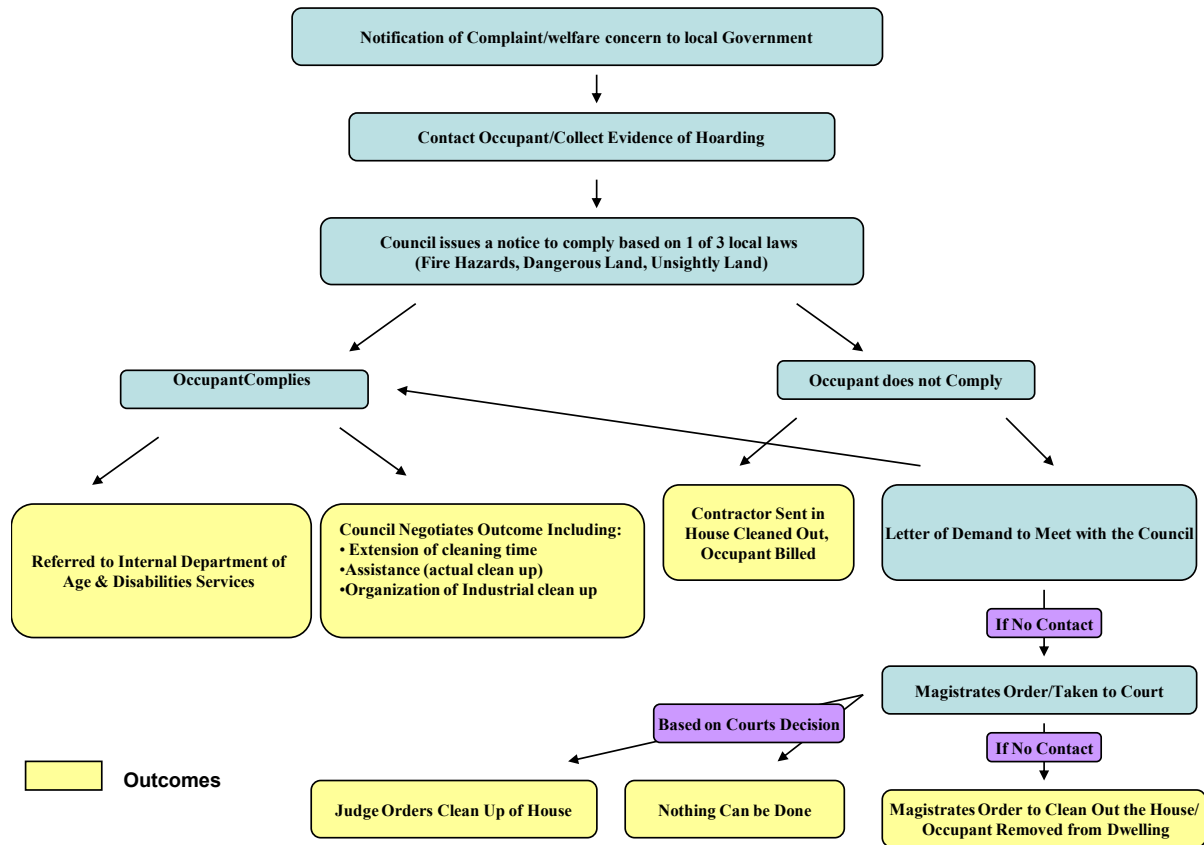 Notification of Complaint/welfare concern to local Government
Contact Occupant/Collect Evidence of Hoarding
Council issues a notice to comply based on 1 of 3 local laws
(Fire Hazards, Dangerous Land, Unsightly Land)
OccupantComplies
Occupant does not Comply
Referred to Internal Department of
Age & Disabilities Services
Council Negotiates Outcome Including:
• Extension of cleaning time
• Assistance (actual clean up)
•Organization of Industrial clean up
Contractor Sent in
House Cleaned Out,
Occupant Billed
Letter of Demand to Meet with the Council
If No Contact
Magistrates Order/Taken to Court
Based on Courts Decision
If No Contact
Outcomes
Judge Orders Clean Up of House
Nothing Can be Done
Magistrates Order to Clean Out the House/
Occupant Removed from Dwelling